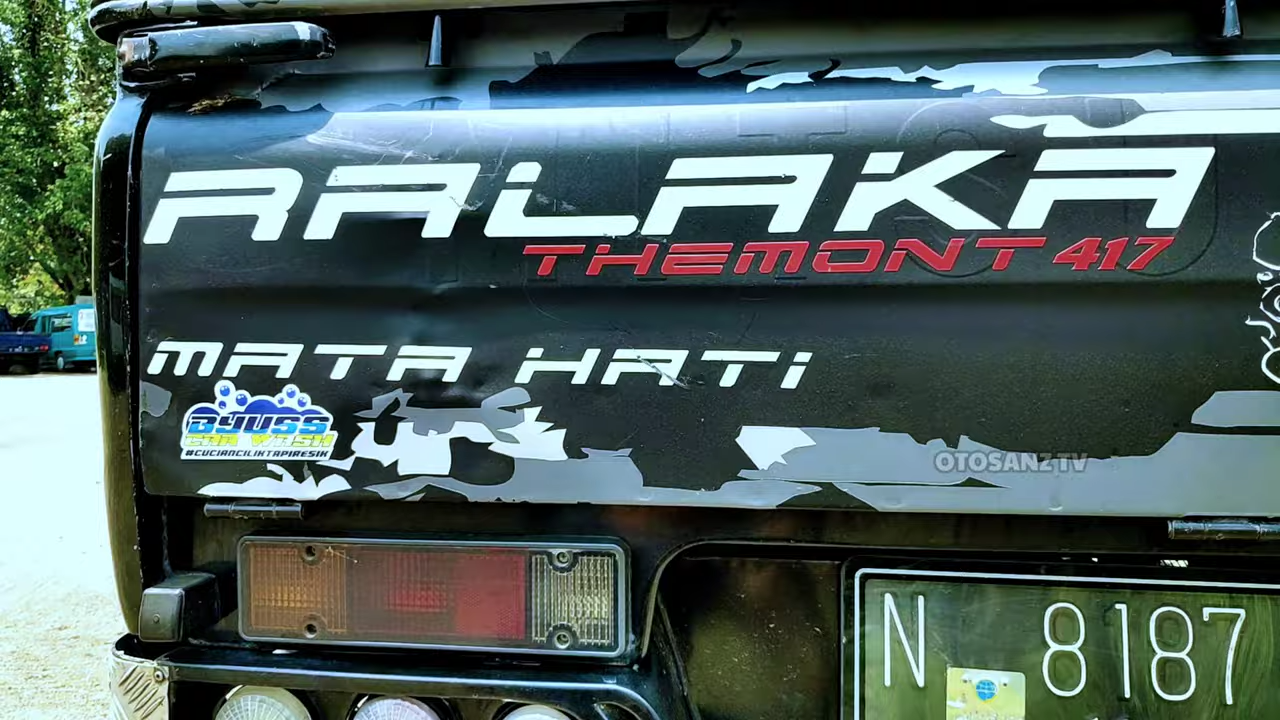 RALAKA
THEMONT 417
MATA HATI
BYUSS
CAR WASH
#CUCIANCILIKTAPIRESIK
OTOSANZ TV
N 8187